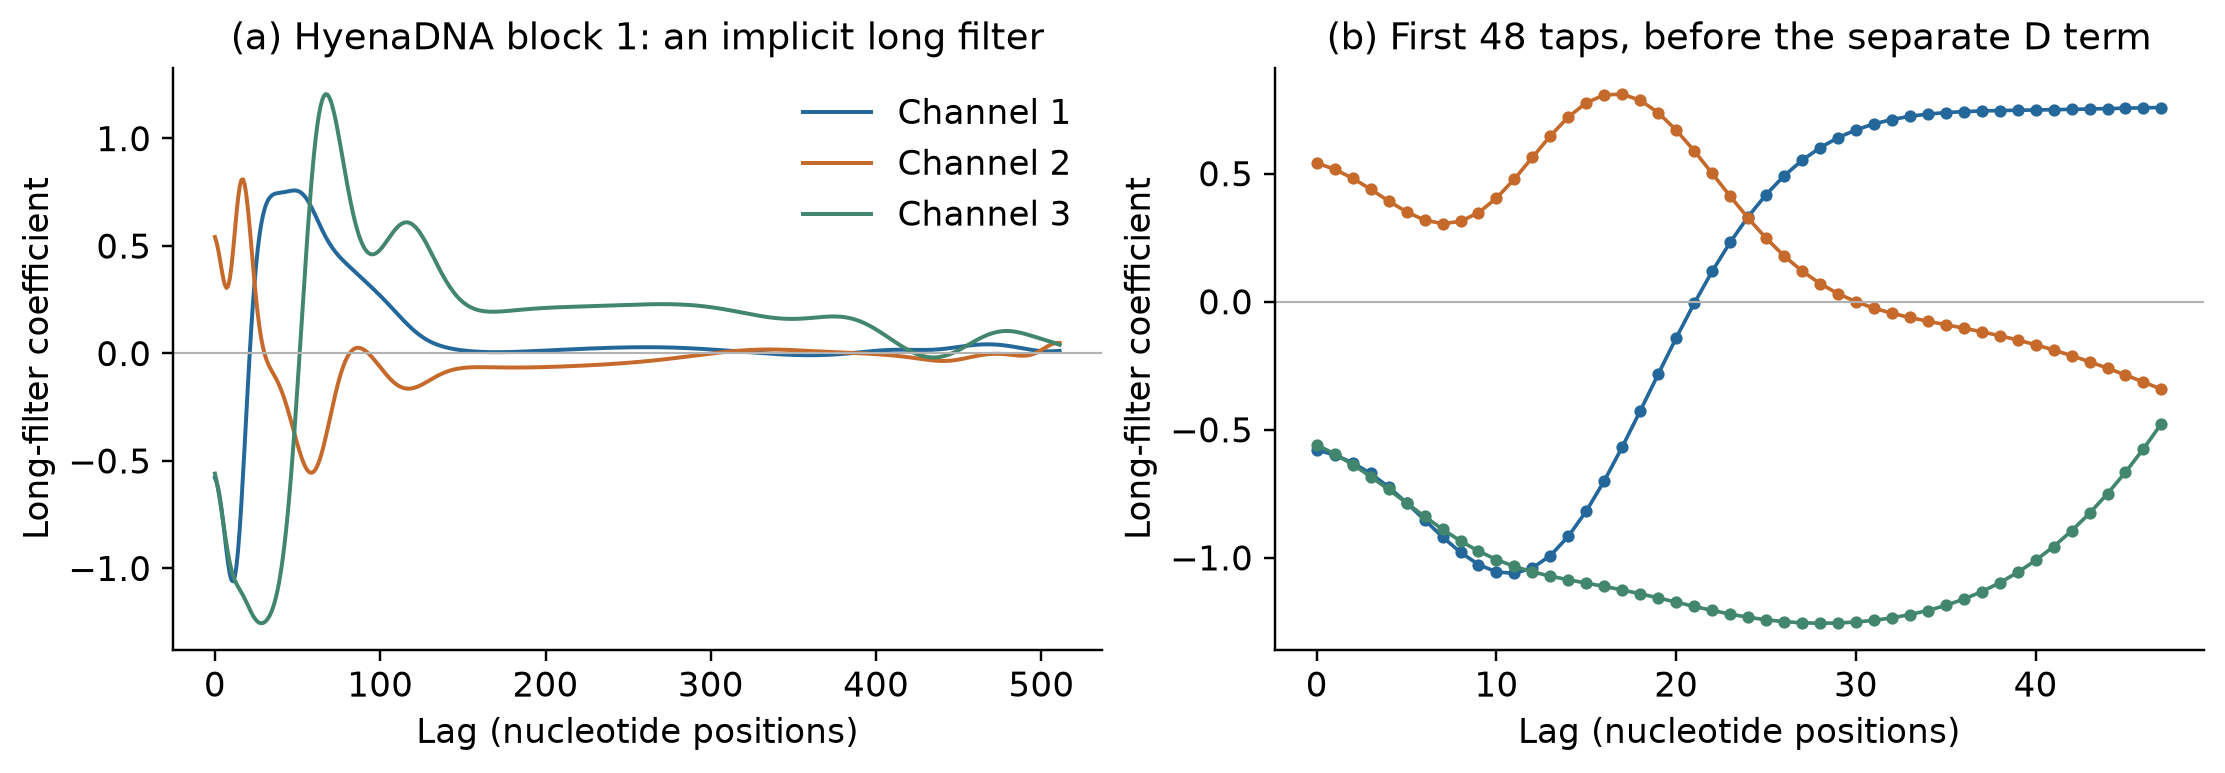 (a) HyenaDNA block 1: an implicit long filter
Long-filter coefficient
1.0
0.5
0.0
−0.5
−1.0
Channel 1
Channel 2
Channel 3
0 100 200 300 400 500
Lag (nucleotide positions)
(b) First 48 taps, before the separate D term
Long-filter coefficient
0.5
0.0
−0.5
−1.0
0 10 20 30 40
Lag (nucleotide positions)